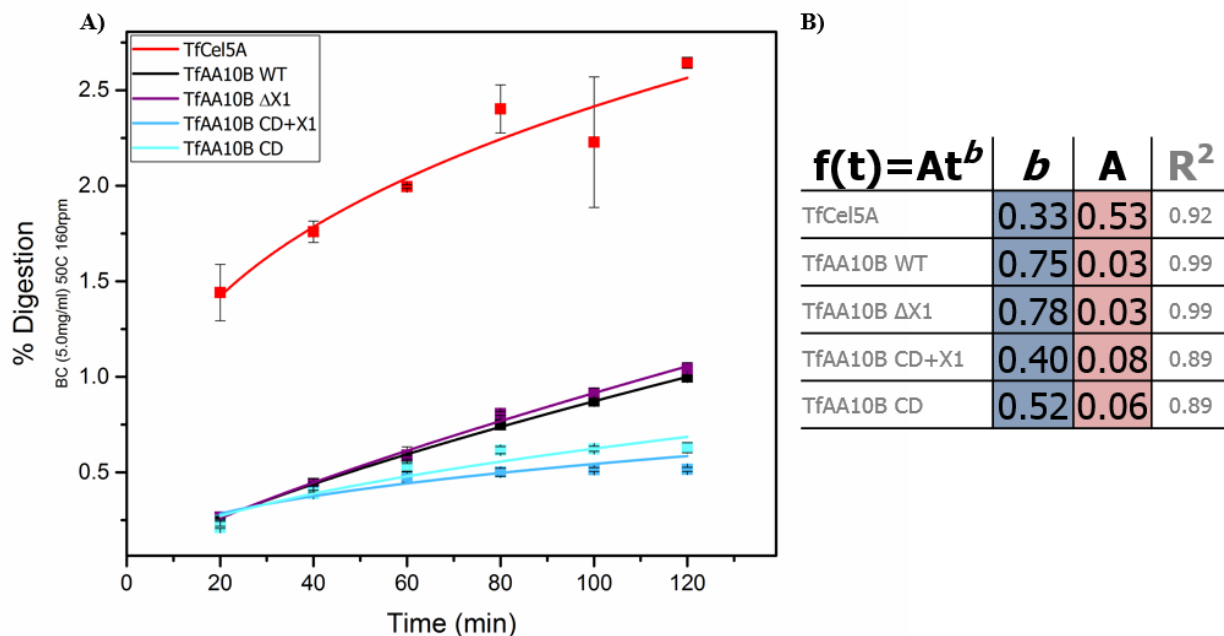 A)
TfCel5A
TfAA10B WT
TfAA10B ΔX1
TfAA10B CD+X1
TfAA10B CD
% Digestion
BC (5.0mg/ml) 50C 160pm
2.5
2.0
1.5
1.0
0.5
0 20 40 60 80 100 120
Time (min)
B)
f(t)=At^b b A R²
TfCel5A 0.33 0.53 0.92
TfAA10B WT 0.75 0.03 0.99
TfAA10B ΔX1 0.78 0.03 0.99
TfAA10B CD+X1 0.40 0.08 0.89
TfAA10B CD 0.52 0.06 0.89